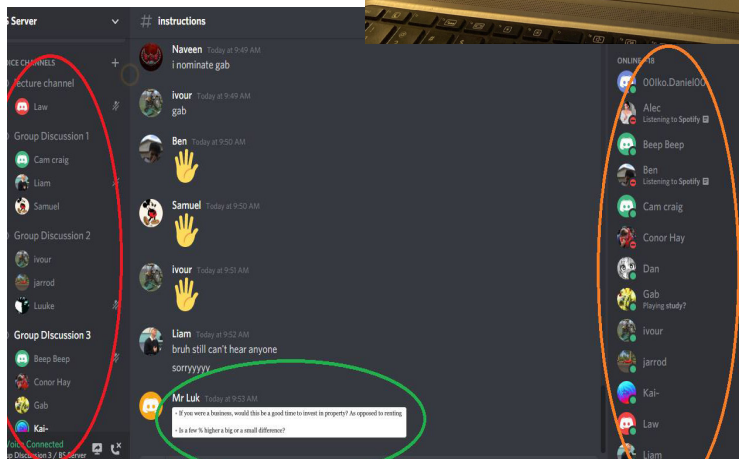 Server
# instructions
CHANNELS
+
lecture channel
Law
Group Discussion 1
Cam craig
Liam
Samuel
Group Discussion 2
ivour
jarrod
Luuke
Group DIscussion 3
Beep Beep
Conor Hay
Gab
Kai-
Voice Connected
Discussion 3 / BS Server
Naveen Today at 9:49 AM
i nominate gab
ivour Today at 9:49 AM
gab
Ben Today at 9:50 AM
Samuel Today at 9:50 AM
ivour Today at 9:51 AM
Liam Today at 9:52 AM
bruh still can't hear anyone
sorryyyyy
Mr Luk Today at 9:53 AM
- If you were a business, would this be a good time to invest in property? As opposed to renting
- Is a few % higher a big or a small difference?
ONLINE—18
00Iko.Daniel00
Alec
Listening to Spotify
Beep Beep
Ben
Listening to Spotify
Cam craig
Conor Hay
Dan
Gab
Playing study?
ivour
jarrod
Kai-
Law
Liam